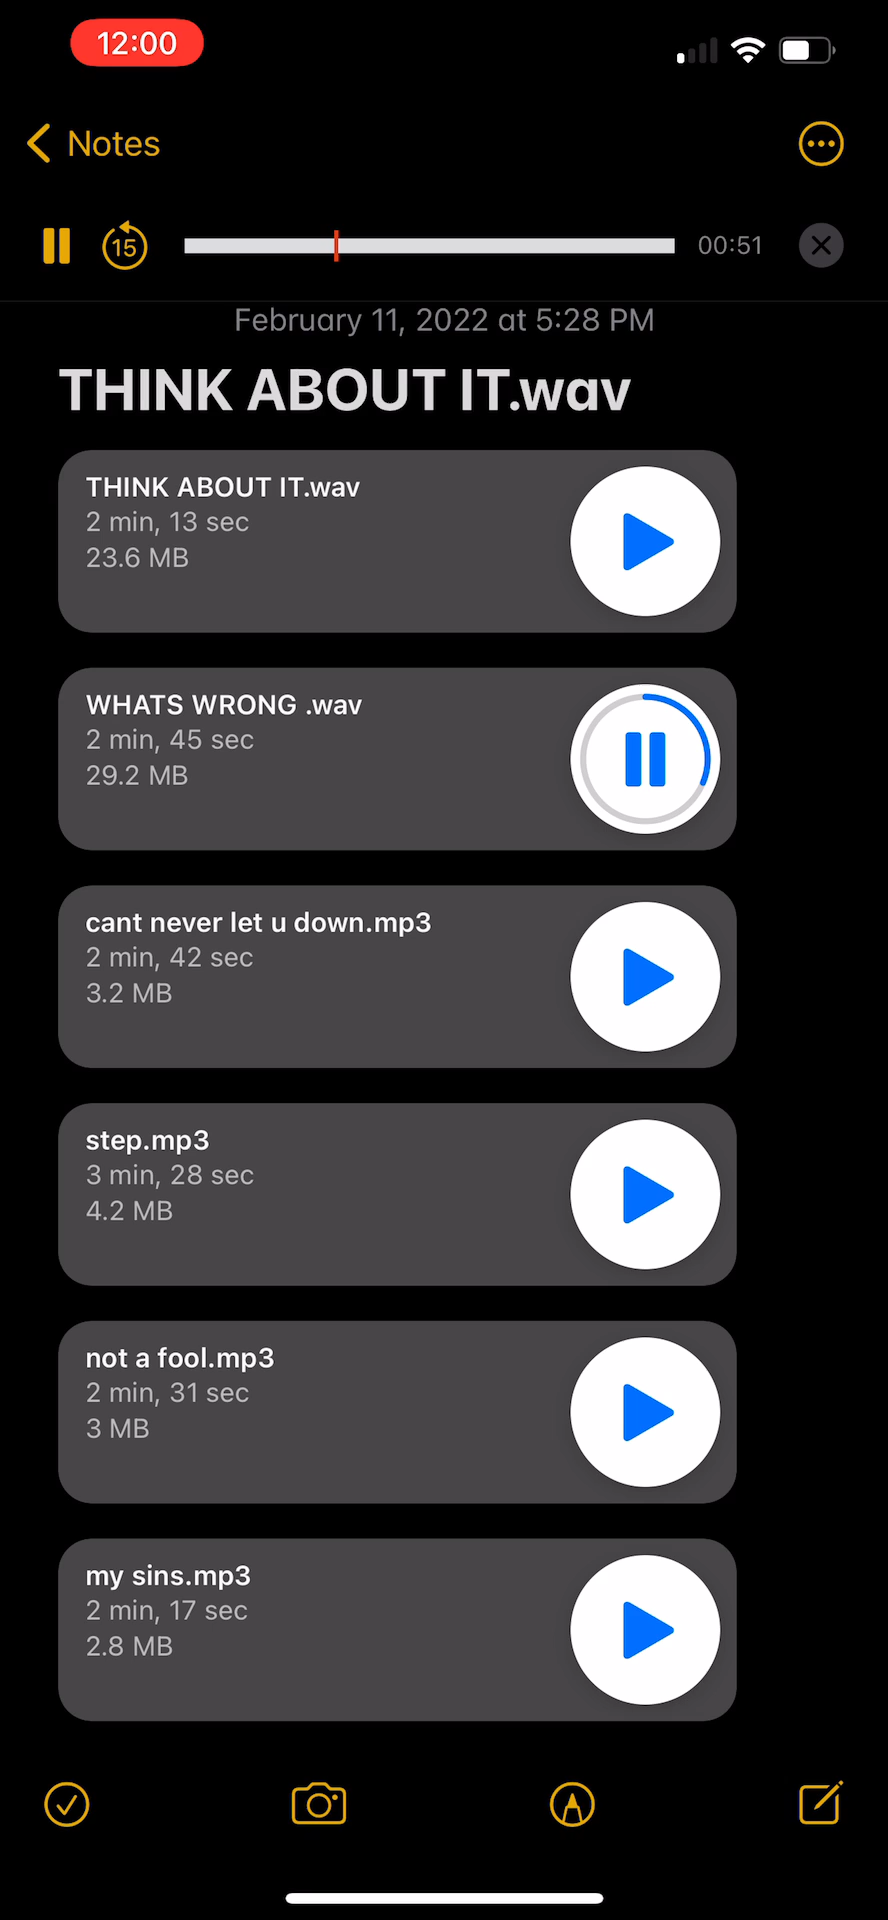 12:00
Notes
15
00:51
February 11, 2022 at 5:28 PM
THINK ABOUT IT.wav
THINK ABOUT IT.wav
2 min, 13 sec
23.6 MB
WHATS WRONG .wav
2 min, 45 sec
29.2 MB
cant never let u down.mp3
2 min, 42 sec
3.2 MB
step.mp3
3 min, 28 sec
4.2 MB
not a fool.mp3
2 min, 31 sec
3 MB
my sins.mp3
2 min, 17 sec
2.8 MB